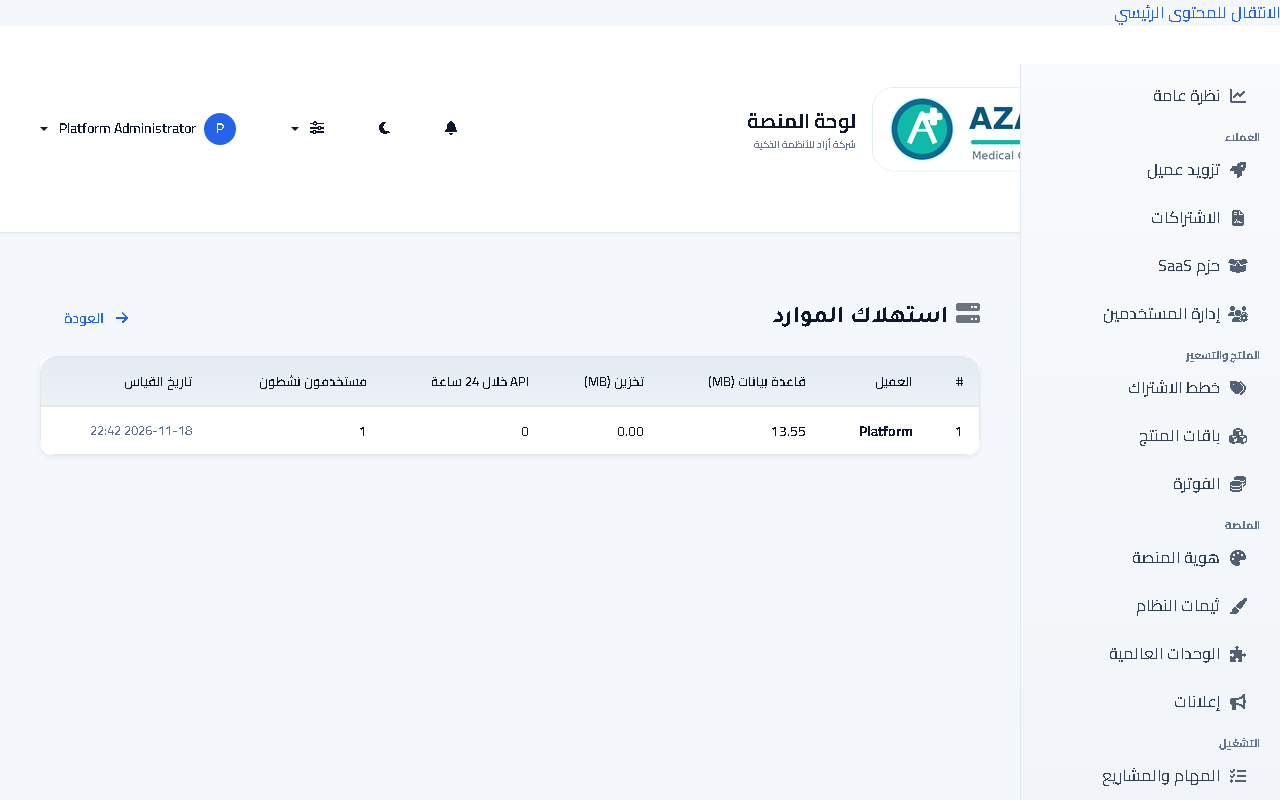 الانتقال للمحتوى الرئيسي
نظرة عامة
العملاء
تزويد عميل
الاشتراكات
حزم SaaS
إدارة المستخدمين
المنتج والتسعير
خطط الاشتراك
باقات المنتج
الفوترة
المنصة
هوية المنصة
ثيمات النظام
الوحدات العالمية
إعلانات
التشغيل
المهام والمشاريع
AZA
Medical
لوحة المنصة
شركة أزاد للأنظمة الذكية
P Platform Administrator
استهلاك الموارد
العودة
# العميل قاعدة بيانات (MB) تخزين (MB) API خلال 24 ساعة مستخدمون نشطون تاريخ القياس
1 Platform 13.55 0.00 0 1 2026-11-18 22:42